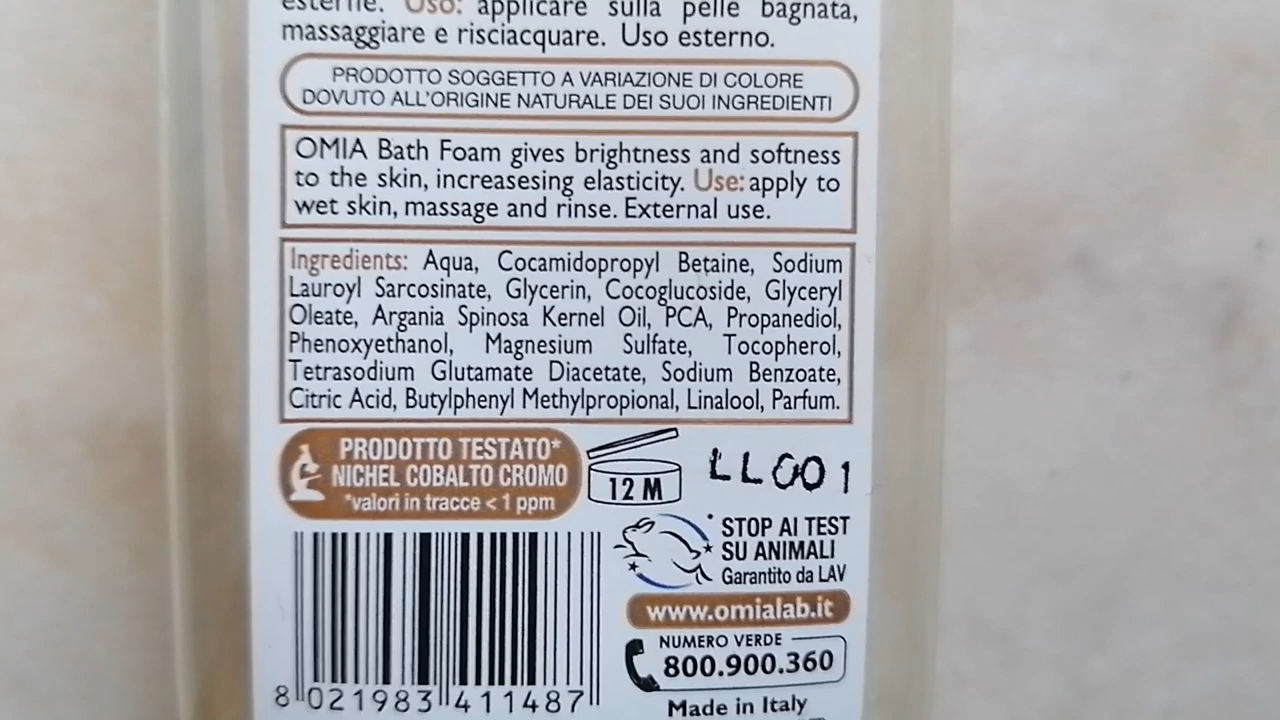 esterne. Uso: applicare sulla pelle bagnata,
massaggiare e risciacquare. Uso esterno.
PRODOTTO SOGGETTO A VARIAZIONE DI COLORE
DOVUTO ALL'ORIGINE NATURALE DEI SUOI INGREDIENTI
OMIA Bath Foam gives brightness and softness
to the skin, increasesing elasticity. Use: apply to
wet skin, massage and rinse. External use.
Ingredients: Aqua, Cocamidopropyl Betaine, Sodium
Lauroyl Sarcosinate, Glycerin, Cocoglucoside, Glyceryl
Oleate, Argania Spinosa Kernel Oil, PCA, Propanediol,
Phenoxyethanol, Magnesium Sulfate, Tocopherol,
Tetrasodium Glutamate Diacetate, Sodium Benzoate,
Citric Acid, Butylphenyl Methylpropional, Linalool, Parfum.
PRODOTTO TESTATO*
NICHEL COBALTO CROMO
*valori in tracce < 1 ppm
12 M
LL001
STOP AI TEST
SU ANIMALI
Garantito da LAV
www.omialab.it
NUMERO VERDE
800.900.360
8 021983 411487
Made in Italy